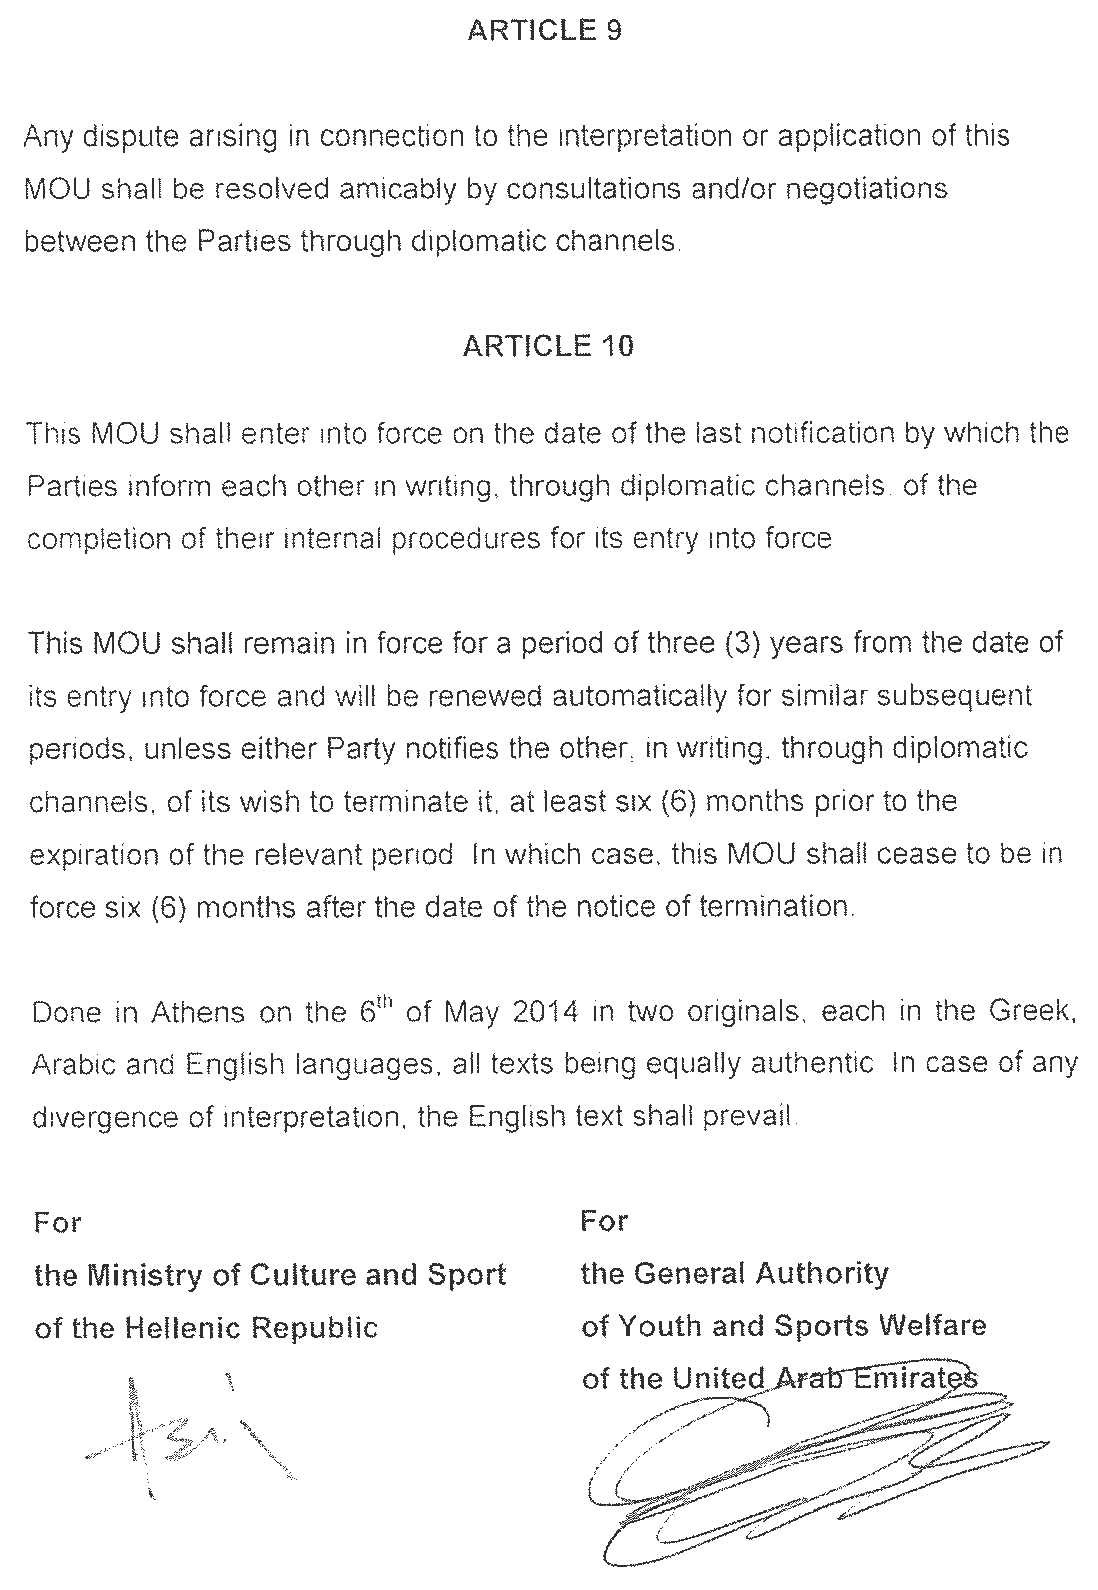 ARTICLE 9
Any dispute arising in connection to the interpretation or application of this
MOU shall be resolved amicably by consultations and/or negotiations
between the Parties through diplomatic channels.
ARTICLE 10
This MOU shall enter into force on the date of the last notification by which the
Parties inform each other in writing, through diplomatic channels, of the
completion of their internal procedures for its entry into force
This MOU shall remain in force for a period of three (3) years from the date of
its entry into force and will be renewed automatically for similar subsequent
periods, unless either Party notifies the other, in writing, through diplomatic
channels, of its wish to terminate it, at least six (6) months prior to the
expiration of the relevant period In which case, this MOU shall cease to be in
force six (6) months after the date of the notice of termination.
Done in Athens on the 6th of May 2014 in two originals, each in the Greek,
Arabic and English languages, all texts being equally authentic In case of any
divergence of interpretation, the English text shall prevail.
For
the Ministry of Culture and Sport
of the Hellenic Republic
For
the General Authority
of Youth and Sports Welfare
of the United Arab Emirates